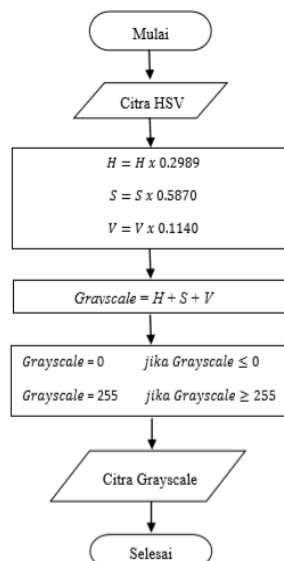 Mulai
Citra HSV
H = H x 0.2989
S = S x 0.5870
V = V x 0.1140
Grayscale = H + S + V
Grayscale = 0 jika Grayscale ≤ 0
Grayscale = 255 jika Grayscale ≥ 255
Citra Grayscale
Selesai